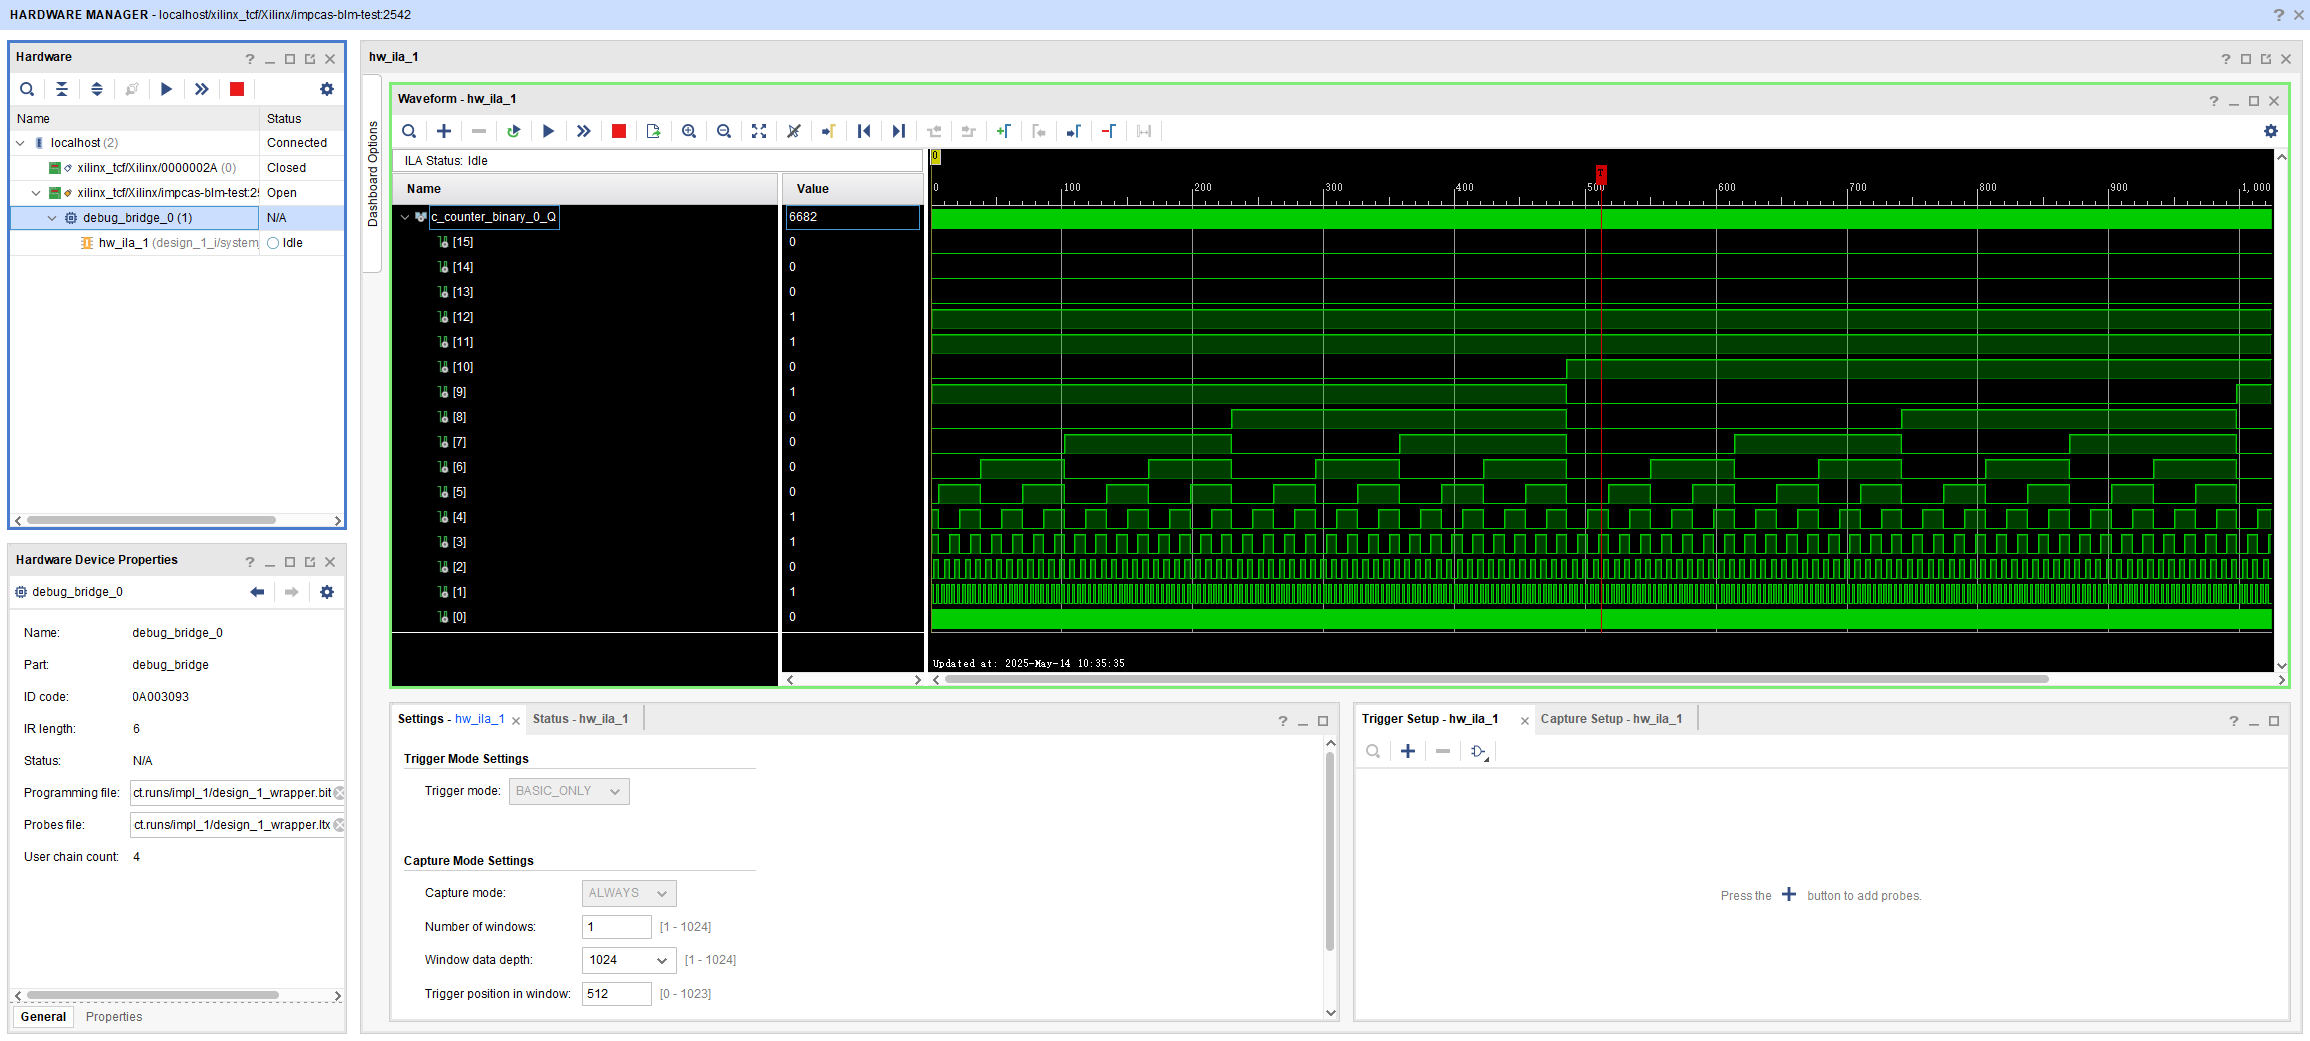 HARDWARE MANAGER - localhost/xilinx_tcf/Xilinx/impcas-blm-test:2542
Hardware
Name Status
localhost (2) Connected
xilinx_tcf/Xilinx/0000002A (0) Closed
xilinx_tcf/Xilinx/impcas-blm-test:2 Open
debug_bridge_0 (1) N/A
hw_ila_1 (design_1_i/system Idle
Hardware Device Properties
debug_bridge_0
Name: debug_bridge_0
Part: debug_bridge
ID code: 0A003093
IR length: 6
Status: N/A
Programming file: ct.runs/impl_1/design_1_wrapper.bit
Probes file: ct.runs/impl_1/design_1_wrapper.ltx
User chain count: 4
General Properties
hw_ila_1
Dashboard Options
Waveform - hw_ila_1
ILA Status: Idle
Name Value
0
T
0 100 200 300 400 500 600 700 800 900 1,000
c_counter_binary_0_Q 6682
[15] 0
[14] 0
[13] 0
[12] 1
[11] 1
[10] 0
[9] 1
[8] 0
[7] 0
[6] 0
[5] 0
[4] 1
[3] 1
[2] 0
[1] 1
[0] 0
Updated at: 2025-May-14 10:35:35
Settings - hw_ila_1 Status - hw_ila_1
Trigger Mode Settings
Trigger mode: BASIC_ONLY
Capture Mode Settings
Capture mode: ALWAYS
Number of windows: 1 [1 - 1024]
Window data depth: 1024 [1 - 1024]
Trigger position in window: 512 [0 - 1023]
Trigger Setup - hw_ila_1 Capture Setup - hw_ila_1
Press the + button to add probes.